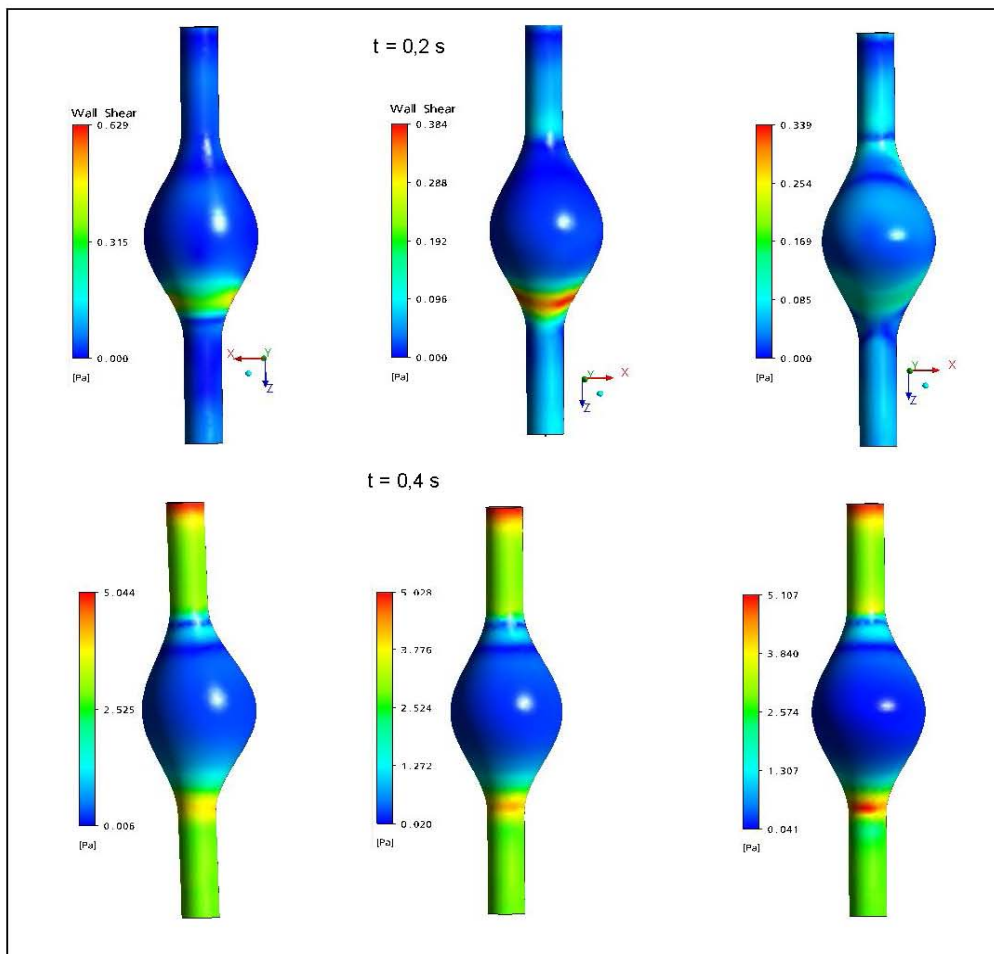 t = 0,2 s
Wall Shear
0.629
0.315
0.000
[Pa]
X
Y
Z
Wall Shear
0.384
0.288
0.192
0.096
0.000
[Pa]
Y
X
Z
0.339
0.254
0.169
0.085
0.000
[Pa]
Y
X
Z
t = 0,4 s
5.044
2.525
0.006
[Pa]
5.028
3.776
2.524
1.272
0.020
[Pa]
5.107
3.840
2.574
1.307
0.041
[Pa]